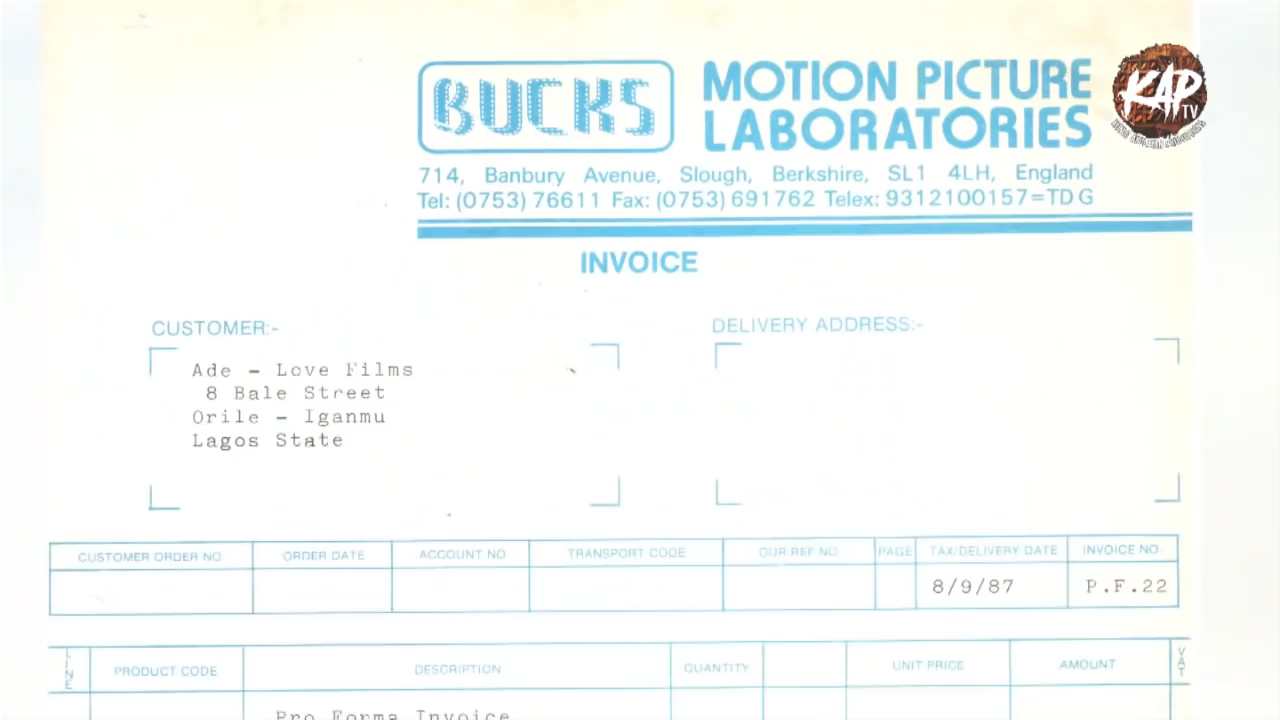 BUCKS
MOTION PICTURE
LABORATORIES
KAP
TV
714, Banbury Avenue, Slough, Berkshire, SL1 4LH, England
Tel: (0753) 76611 Fax: (0753) 691762 Telex: 9312100157=TDG
INVOICE
CUSTOMER:-
DELIVERY ADDRESS:-
Ade - Love Films
8 Bale Street
Orile - Iganmu
Lagos State
CUSTOMER ORDER NO. ORDER DATE ACCOUNT NO TRANSPORT CODE OUR REF NO. PAGE TAX/DELIVERY DATE INVOICE NO.
8/9/87 P.F.22
LINE PRODUCT CODE DESCRIPTION QUANTITY UNIT PRICE AMOUNT VAT
Pro Forma Invoice